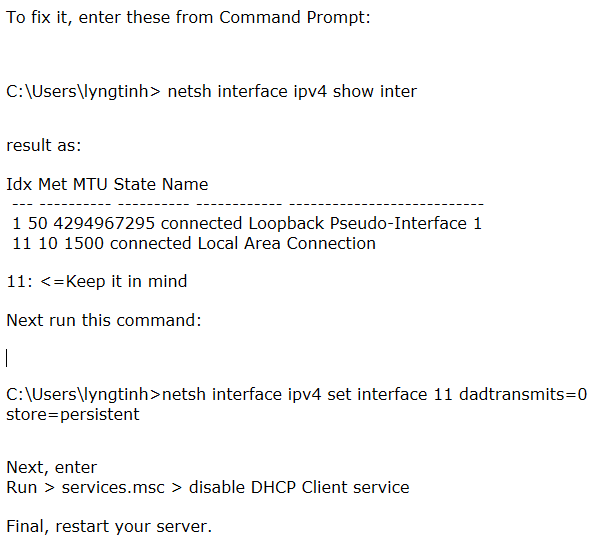 To fix it, enter these from Command Prompt:
C:\Users\lyngtinh> netsh interface ipv4 show inter
result as:
Idx Met MTU State Name
--- ---------- ---------- ------------ ---------------------------
1 50 4294967295 connected Loopback Pseudo-Interface 1
11 10 1500 connected Local Area Connection
11: <=Keep it in mind
Next run this command:
C:\Users\lyngtinh>netsh interface ipv4 set interface 11 dadtransmits=0
store=persistent
Next, enter
Run > services.msc > disable DHCP Client service
Final, restart your server.